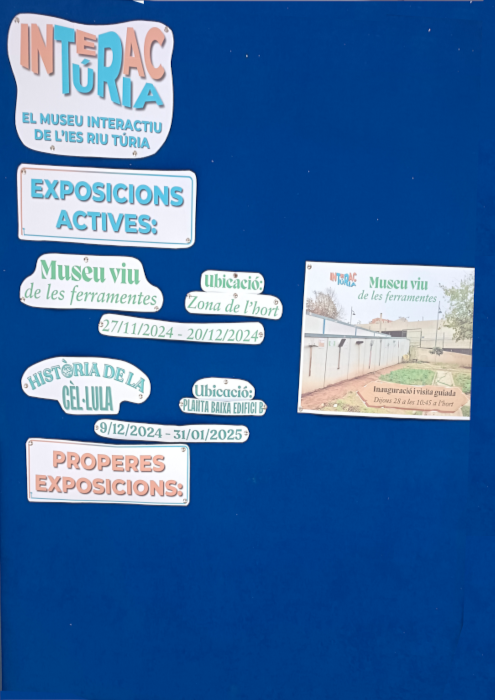 INTERAC
TÚRIA
EL MUSEU INTERACTIU
DE L'IES RIU TÚRIA
EXPOSICIONS
ACTIVES:
Museu viu
de les ferramentes
Ubicació:
Zona de l'hort
27/11/2024 - 20/12/2024
HISTÒRIA DE LA
CÈL·LULA
Ubicació:
PLANTA BAIXA EDIFICI B
9/12/2024 - 31/01/2025
PROPERES
EXPOSICIONS:
INTERAC
TÚRIA
Museu viu
de les ferramentes
Inauguració i visita guiada
Dijous 28 a les 10:45 a l'hort